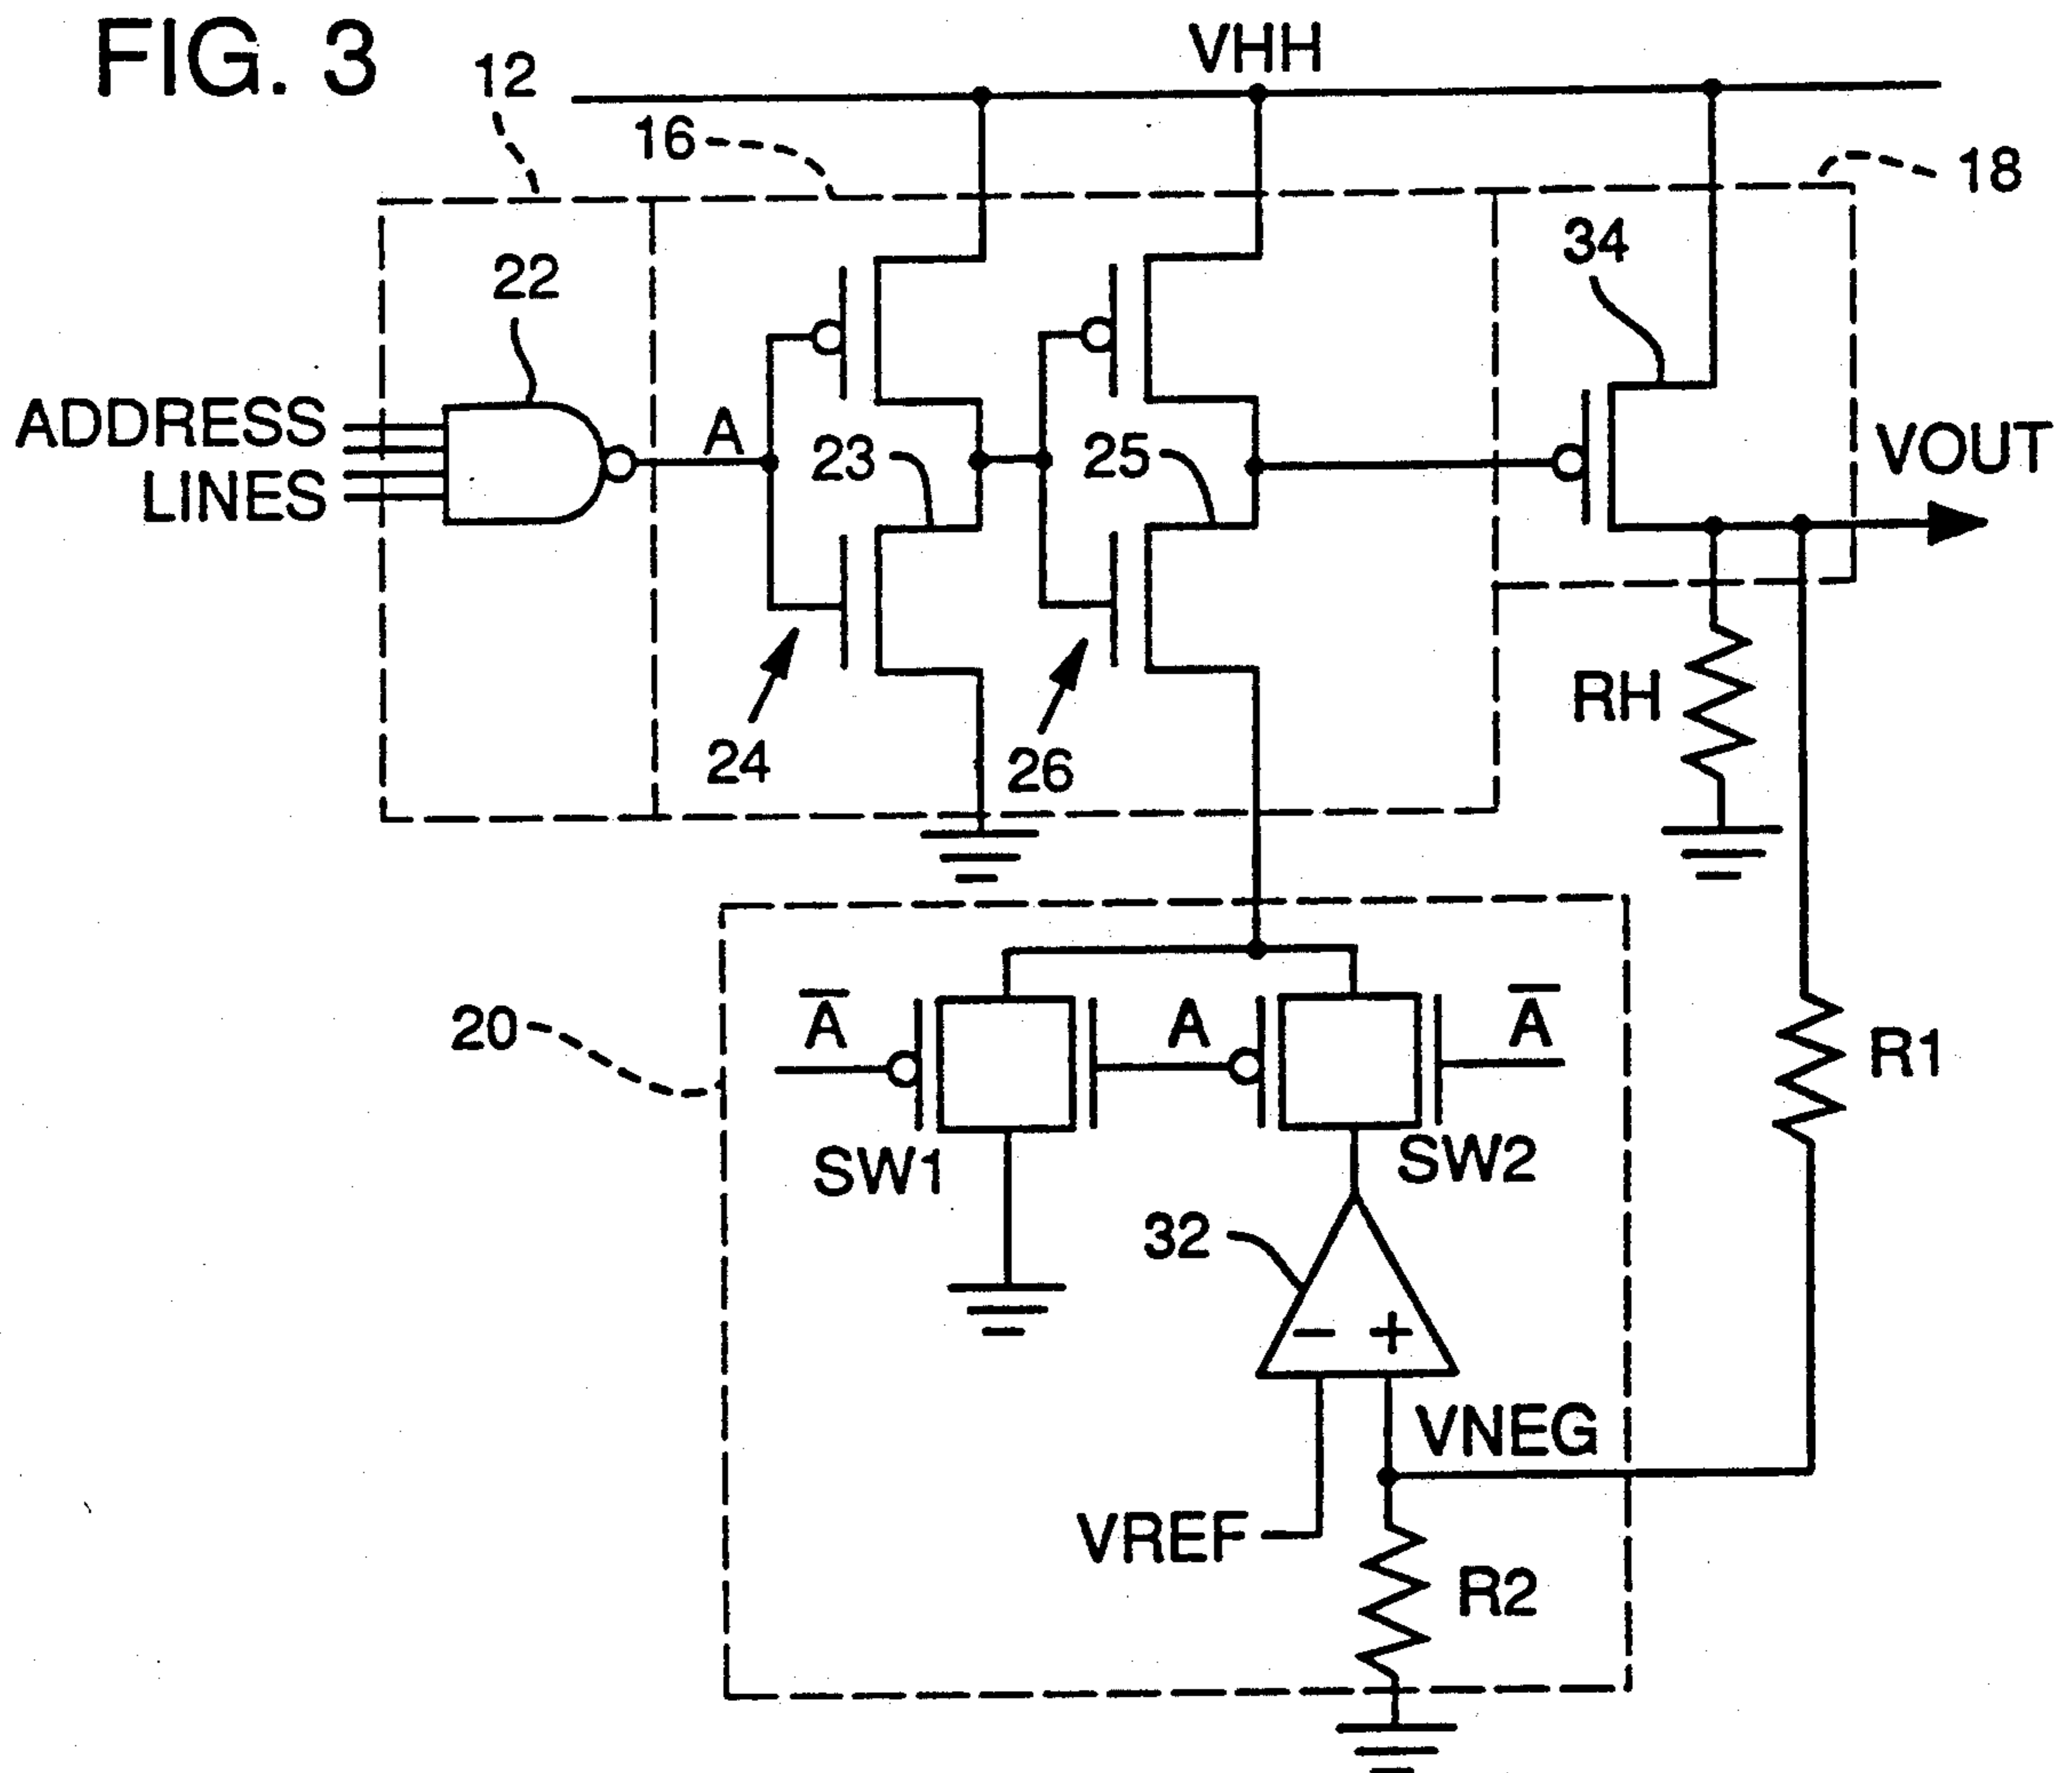 FIG. 3
VHH
12
16
18
34
22
ADDRESS
LINES
A
23
25
VOUT
24
26
RH
20
A̅
A
A̅
R1
SW1
SW2
32
− +
VNEG
VREF
R2